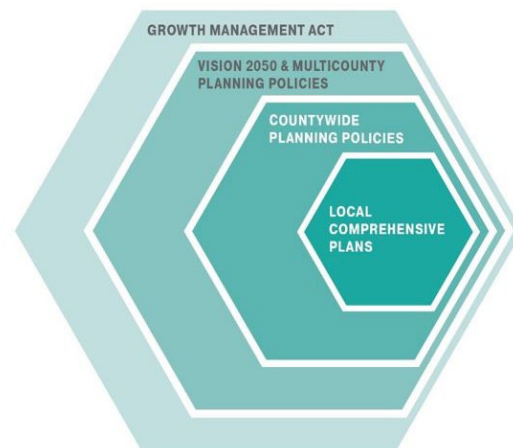 GROWTH MANAGEMENT ACT
VISION 2050 & MULTICOUNTY
PLANNING POLICIES
COUNTYWIDE
PLANNING POLICIES
LOCAL
COMPREHENSIVE
PLANS